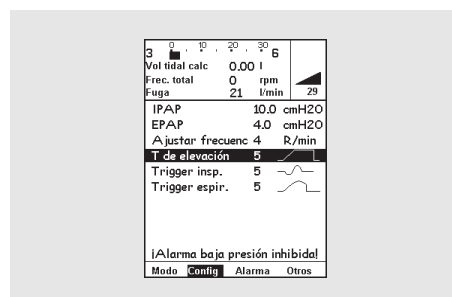 0 10 20 30
3 6
Vol tidal calc 0.00 l
Frec. total 0 rpm
Fuga 21 l/min 29
IPAP 10.0 cmH2O
EPAP 4.0 cmH2O
Ajustar frecuenc 4 R/min
T de elevación 5
Trigger insp. 5
Trigger espir. 5
¡Alarma baja presión inhibida!
Modo Config Alarma Otros